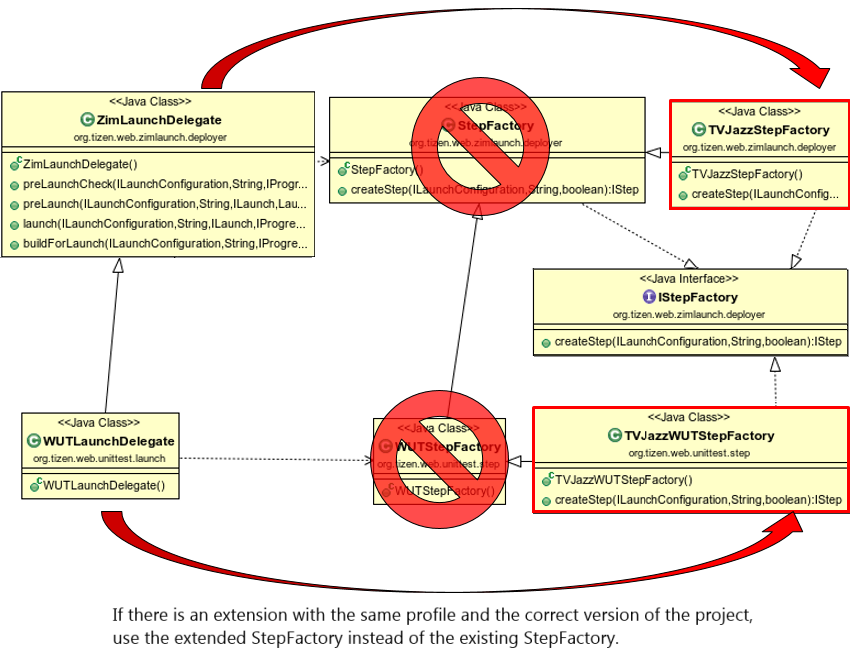 <<Java Class>>
ZimLaunchDelegate
org.tizen.web.zimlaunch.deployer
ZimLaunchDelegate()
preLaunchCheck(ILaunchConfiguration,String,IProgr...
preLaunch(ILaunchConfiguration,String,ILaunch,Lau...
launch(ILaunchConfiguration,String,ILaunch,IProgre...
buildForLaunch(ILaunchConfiguration,String,IProgre...
<<Java Class>>
StepFactory
org.tizen.web.zimlaunch.deployer
StepFactory()
createStep(ILaunchConfiguration,String,boolean):IStep
<<Java Class>>
TVJazzStepFactory
org.tizen.web.zimlaunch.deployer
TVJazzStepFactory()
createStep(ILaunchConfig...
<<Java Interface>>
IStepFactory
org.tizen.web.zimlaunch.deployer
createStep(ILaunchConfiguration,String,boolean):IStep
<<Java Class>>
WUTLaunchDelegate
org.tizen.web.unittest.launch
WUTLaunchDelegate()
<<Java Class>>
WUTStepFactory
org.tizen.web.unittest.step
WUTStepFactory()
<<Java Class>>
TVJazzWUTStepFactory
org.tizen.web.unittest.step
TVJazzWUTStepFactory()
createStep(ILaunchConfiguration,String,boolean):IStep
If there is an extension with the same profile and the correct version of the project,
use the extended StepFactory instead of the existing StepFactory.